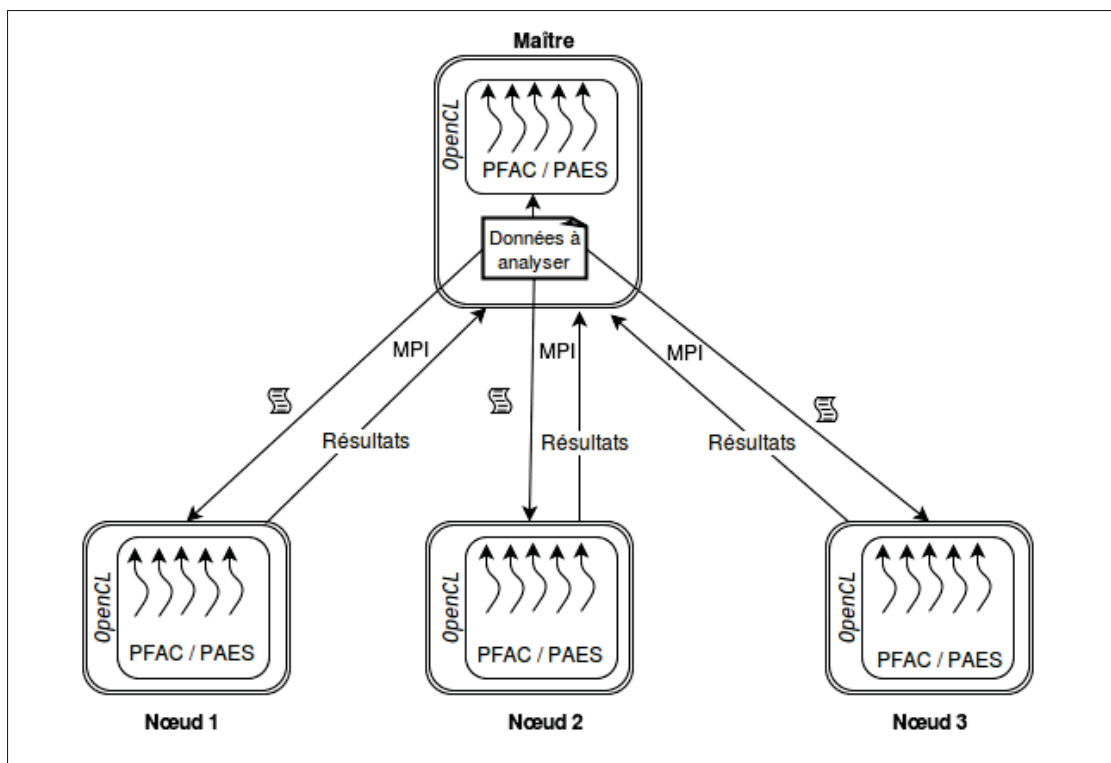 Maître
OpenCL
PFAC / PAES
Données à
analyser
MPI
MPI
MPI
Résultats
Résultats
Résultats
OpenCL
PFAC / PAES
OpenCL
PFAC / PAES
OpenCL
PFAC / PAES
Nœud 1
Nœud 2
Nœud 3